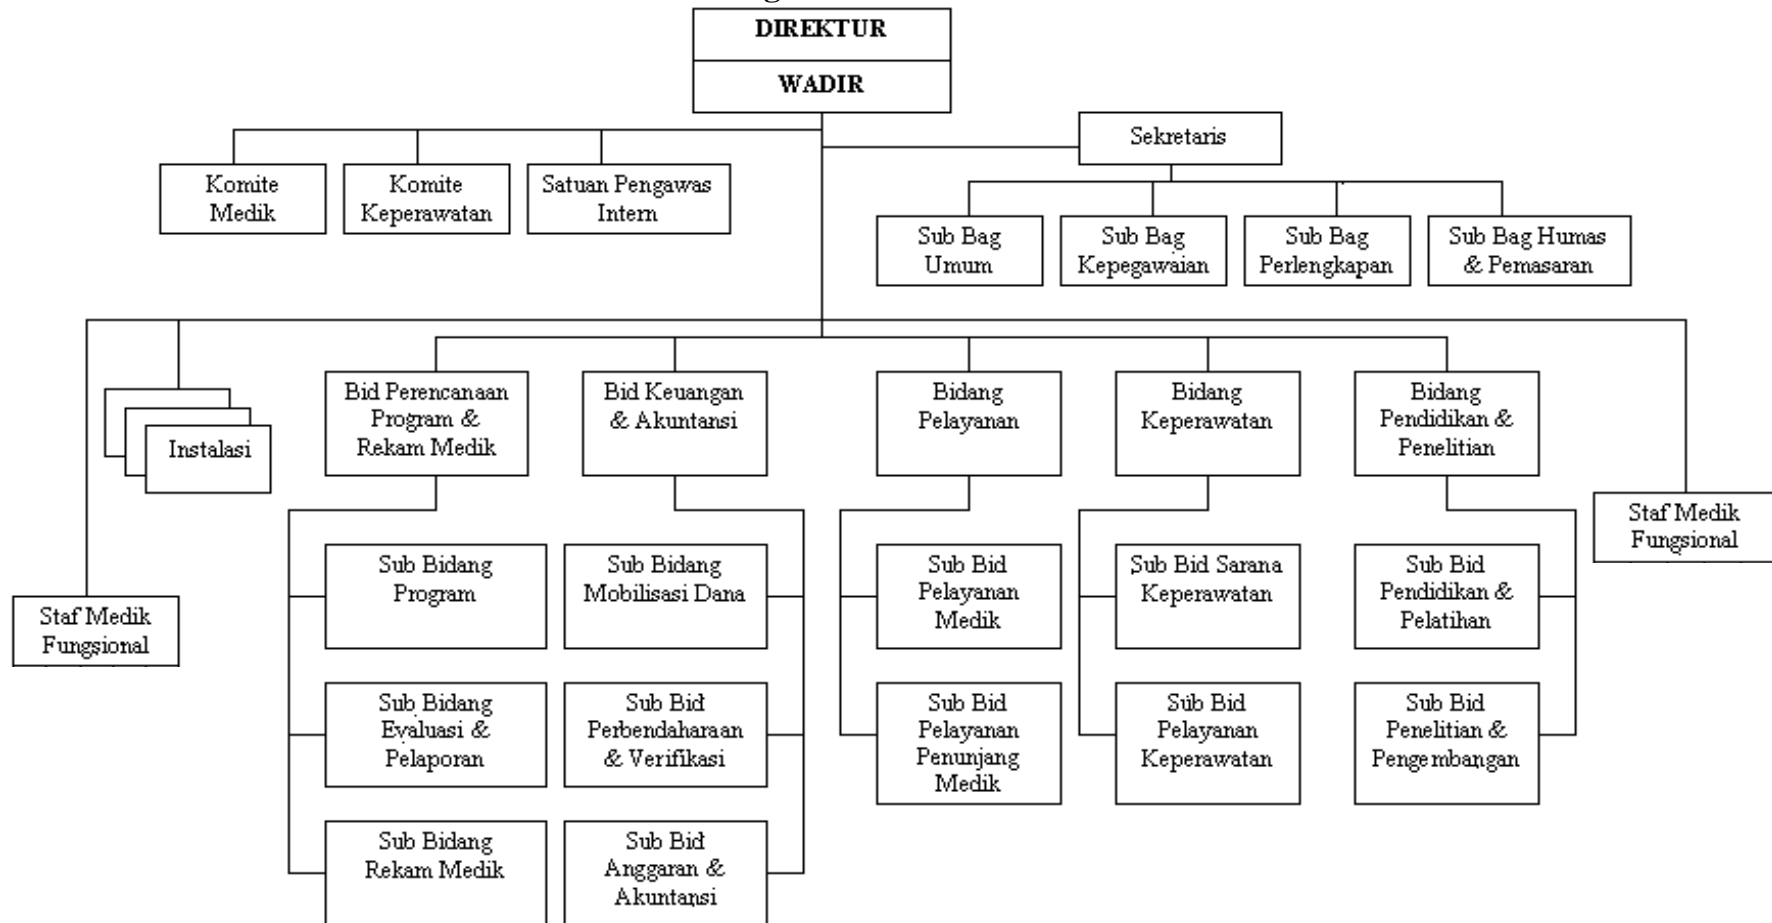 DIREKTUR
WADIR
Sekretaris
Komite
Medik
Komite
Keperawatan
Satuan Pengawas
Intern
Sub Bag
Umum
Sub Bag
Kepegawaian
Sub Bag
Perlengkapan
Sub Bag Humas
& Pemasaran
Instalasi
Bid Perencanaan
Program &
Rekam Medik
Bid Keuangan
& Akuntansi
Bidang
Pelayanan
Bidang
Keperawatan
Bidang
Pendidikan &
Penelitian
Staf Medik
Fungsional
Staf Medik
Fungsional
Sub Bidang
Program
Sub Bidang
Mobilisasi Dana
Sub Bid
Pelayanan
Medik
Sub Bid Sarana
Keperawatan
Sub Bid
Pendidikan &
Pelatihan
Sub Bidang
Evaluasi &
Pelaporan
Sub Bid
Perbendaharaan
& Verifikasi
Sub Bid
Pelayanan
Penunjang
Medik
Sub Bid
Pelayanan
Keperawatan
Sub Bid
Penelitian &
Pengembangan
Sub Bidang
Rekam Medik
Sub Bid
Anggaran &
Akuntansi